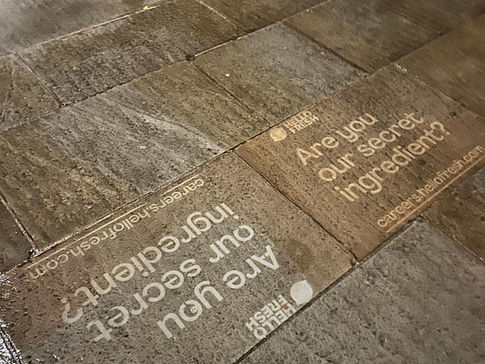 HELLO
FRESH
Are you
our secret
ingredient?
careers.hellofresh.com
HELLO
FRESH
Are you
our secret
ingredient?
careers.hellofresh.com